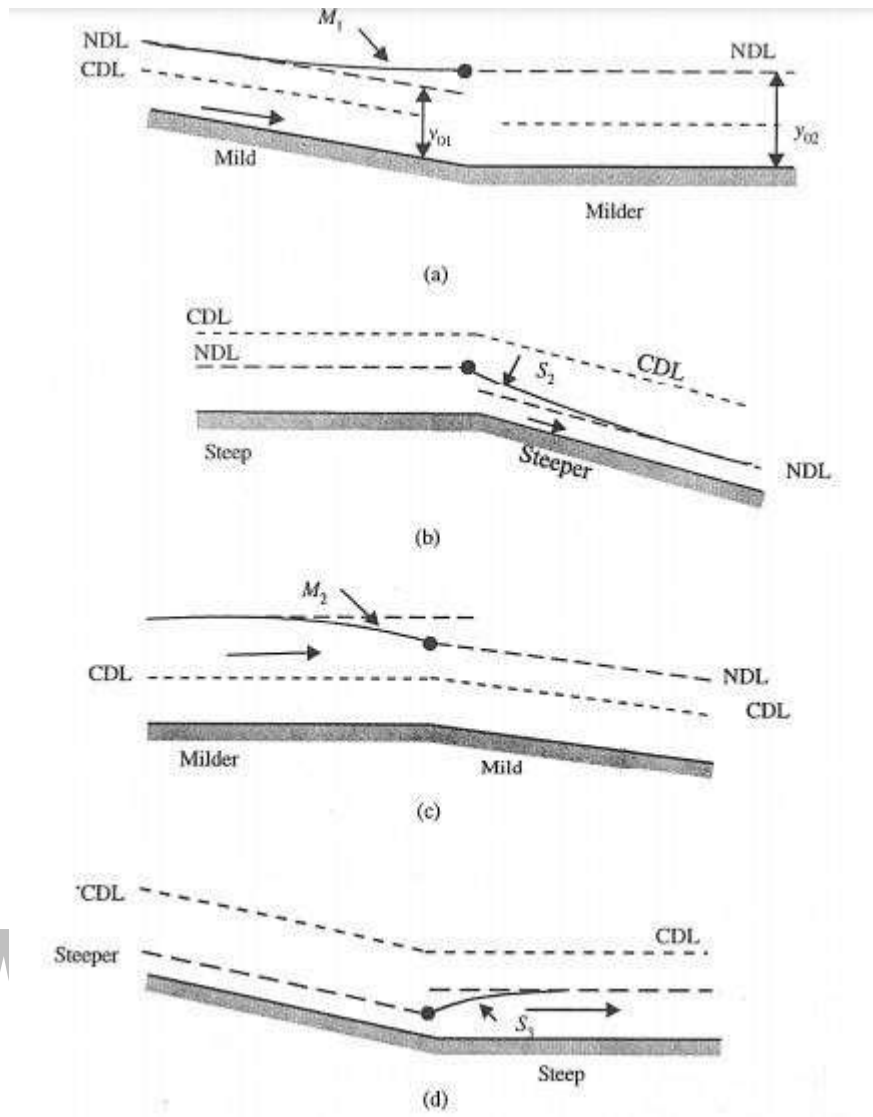 M1
NDL
NDL
CDL
y01
y02
Mild
Milder
(a)
CDL
NDL
S2
CDL
Steep
Steeper
NDL
(b)
M2
CDL
NDL
CDL
Milder
Mild
(c)
CDL
CDL
Steeper
S3
Steep
(d)